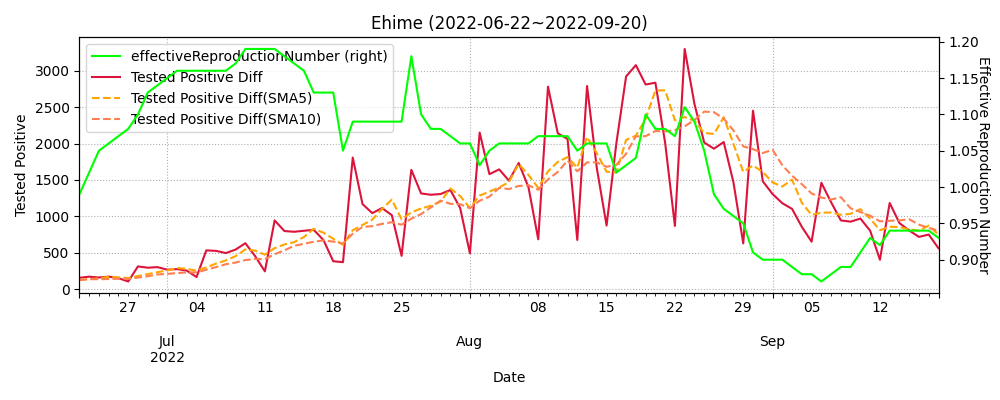 Ehime (2022-06-22~2022-09-20)
effectiveReproductionNumber (right)
Tested Positive Diff
Tested Positive Diff(SMA5)
Tested Positive Diff(SMA10)
Tested Positive
3000
2500
2000
1500
1000
500
0
1.20
1.15
1.10
1.05
1.00
0.95
0.90
Effective Reproduction Number
27 04 11 18 25 08 15 22 29 05 12
Jul Aug Sep
2022
Date